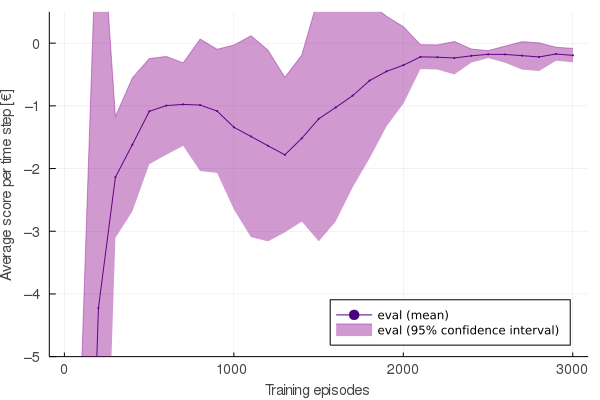 0
−1
−2
−3
−4
−5
Average score per time step [€]
0
1000
2000
3000
Training episodes
eval (mean)
eval (95% confidence interval)